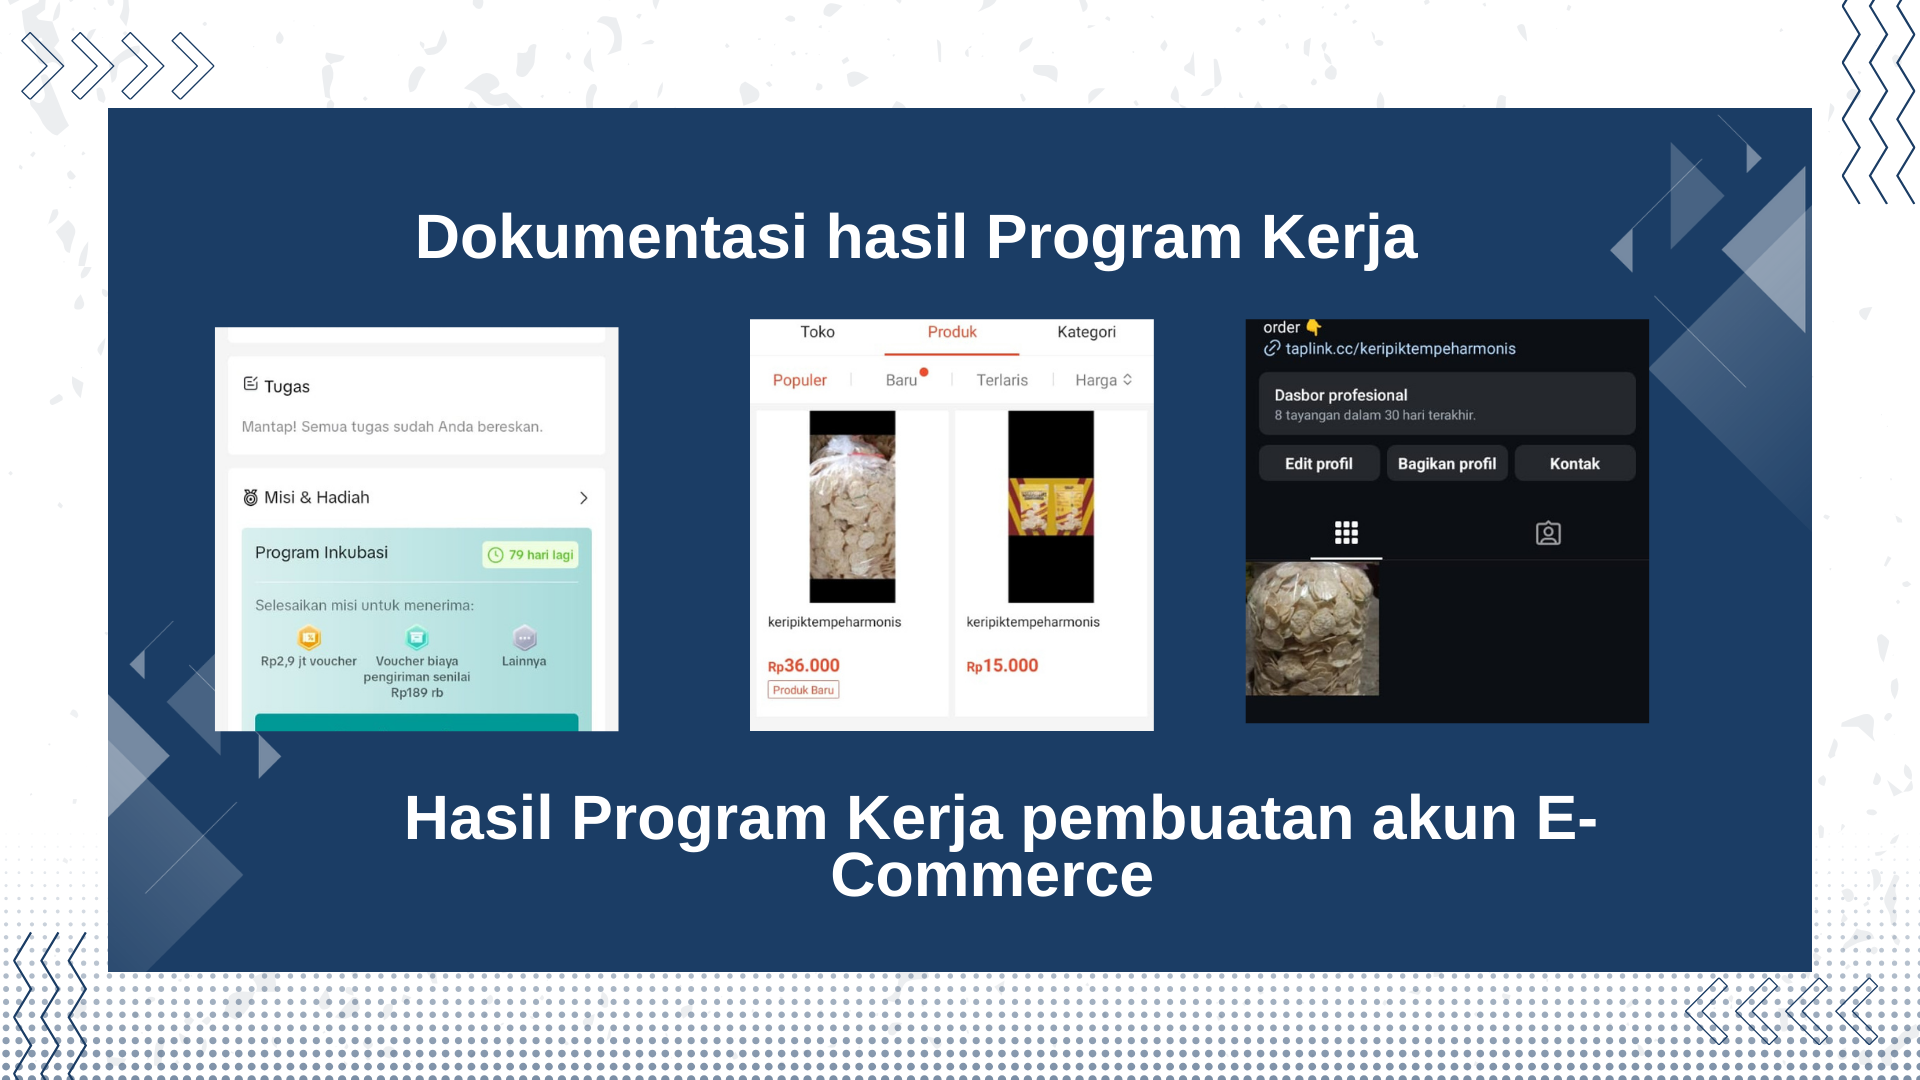 Dokumentasi hasil Program Kerja
Tugas
Mantap! Semua tugas sudah Anda bereskan.
Misi & Hadiah
Program Inkubasi
79 hari lagi
Selesaikan misi untuk menerima:
Rp2,9 jt voucher
Voucher biaya
pengiriman senilai
Rp189 rb
Lainnya
Toko
Produk
Kategori
Populer
Baru
Terlaris
Harga
keripiktempeharmonis
Rp36.000
Produk Baru
keripiktempeharmonis
Rp15.000
order 👇
taplink.cc/keripiktempeharmonis
Dasbor profesional
8 tayangan dalam 30 hari terakhir.
Edit profil
Bagikan profil
Kontak
Hasil Program Kerja pembuatan akun E-
Commerce